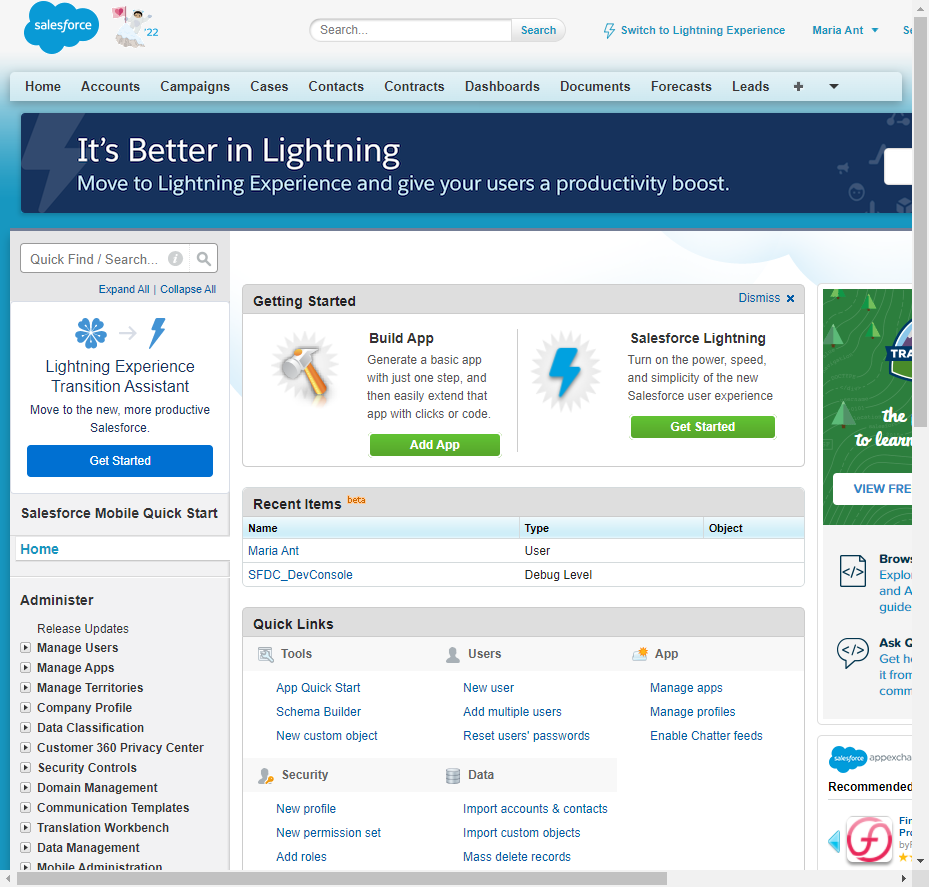 salesforce
'22
Search...
Search
Switch to Lightning Experience
Maria Ant
Home
Accounts
Campaigns
Cases
Contacts
Contracts
Dashboards
Documents
Forecasts
Leads
It's Better in Lightning
Move to Lightning Experience and give your users a productivity boost.
Quick Find / Search...
Expand All | Collapse All
Lightning Experience
Transition Assistant
Move to the new, more productive
Salesforce.
Get Started
Salesforce Mobile Quick Start
Home
Administer
Release Updates
Manage Users
Manage Apps
Manage Territories
Company Profile
Data Classification
Customer 360 Privacy Center
Security Controls
Domain Management
Communication Templates
Translation Workbench
Data Management
Mobile Administration
Getting Started
Dismiss
Build App
Generate a basic app
with just one step, and
then easily extend that
app with clicks or code.
Add App
Salesforce Lightning
Turn on the power, speed,
and simplicity of the new
Salesforce user experience
Get Started
Recent Items beta
Name Type Object
Maria Ant User
SFDC_DevConsole Debug Level
Quick Links
Tools
App Quick Start
Schema Builder
New custom object
Users
New user
Add multiple users
Reset users' passwords
App
Manage apps
Manage profiles
Enable Chatter feeds
Security
New profile
New permission set
Add roles
Data
Import accounts & contacts
Import custom objects
Mass delete records
TRA
the
to learn
VIEW FRE
Brows
Explo
and A
guide
Ask Q
Get he
it from
comm
salesforce appexcha
Recommended
Fin
Pro
byF